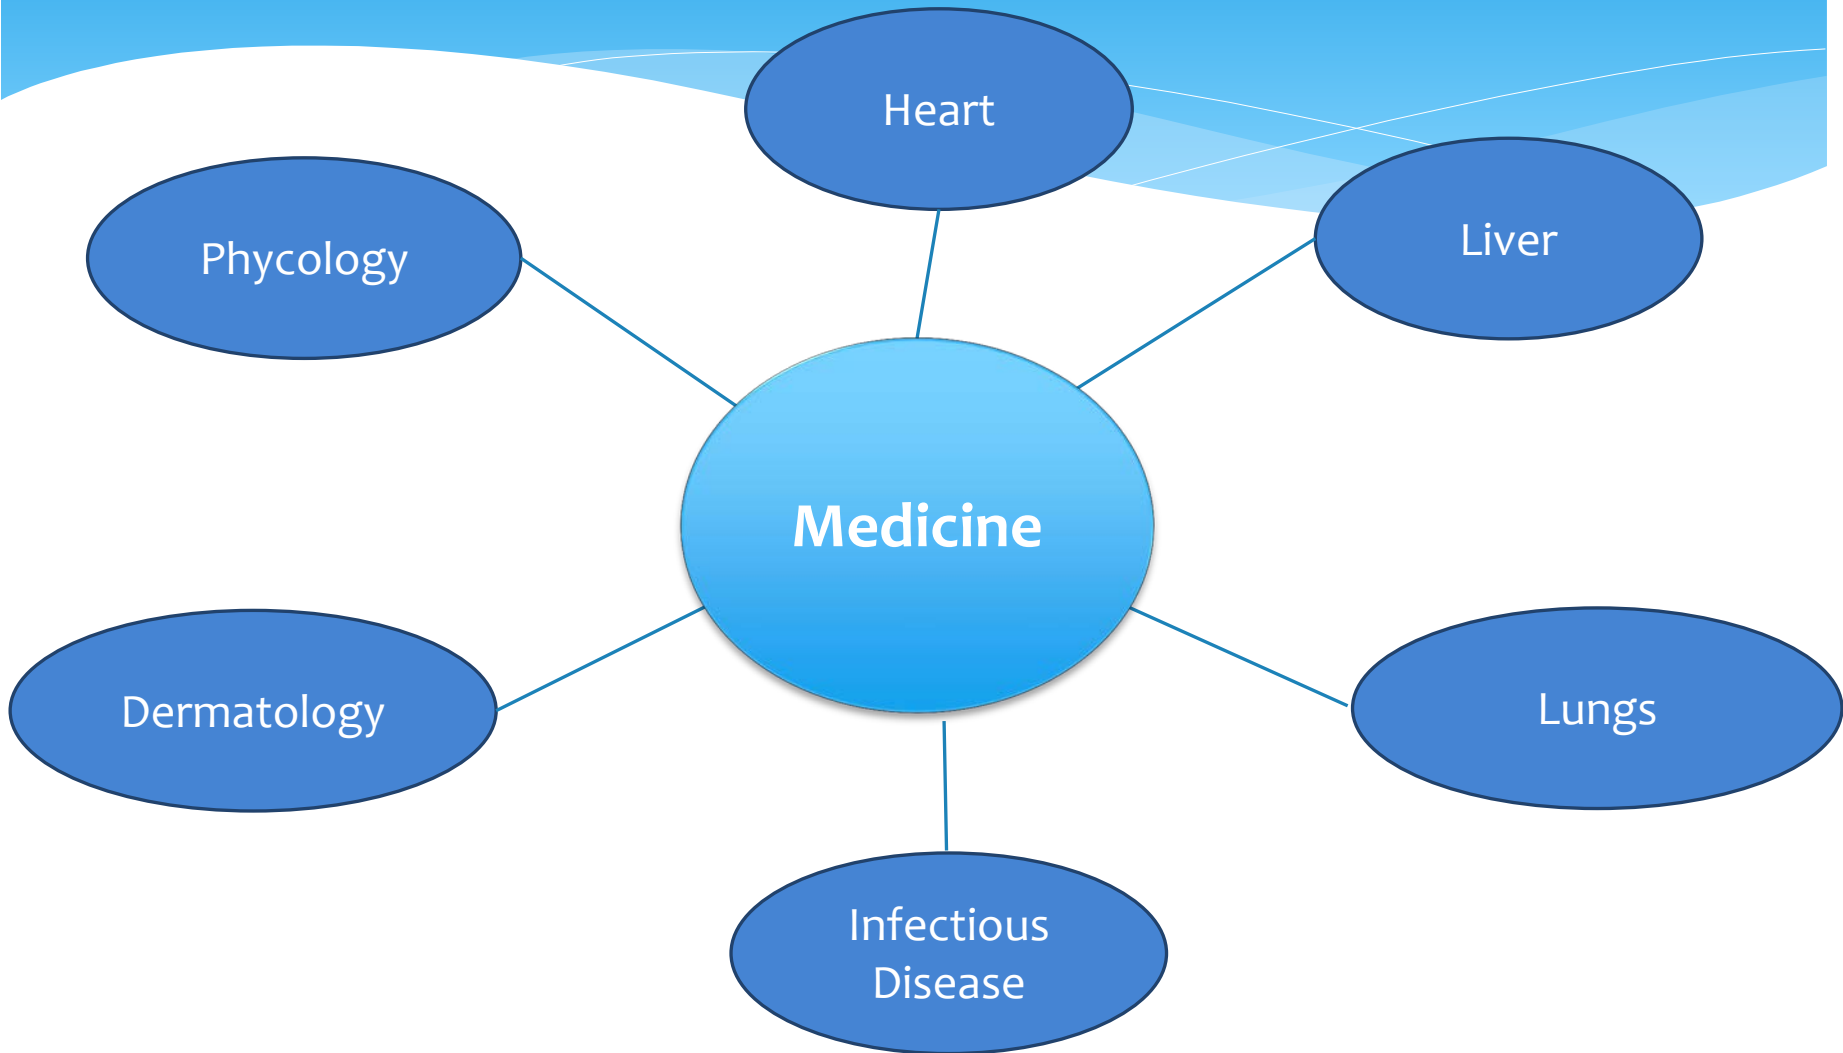 Heart
Phycology
Liver
Medicine
Dermatology
Lungs
Infectious
Disease